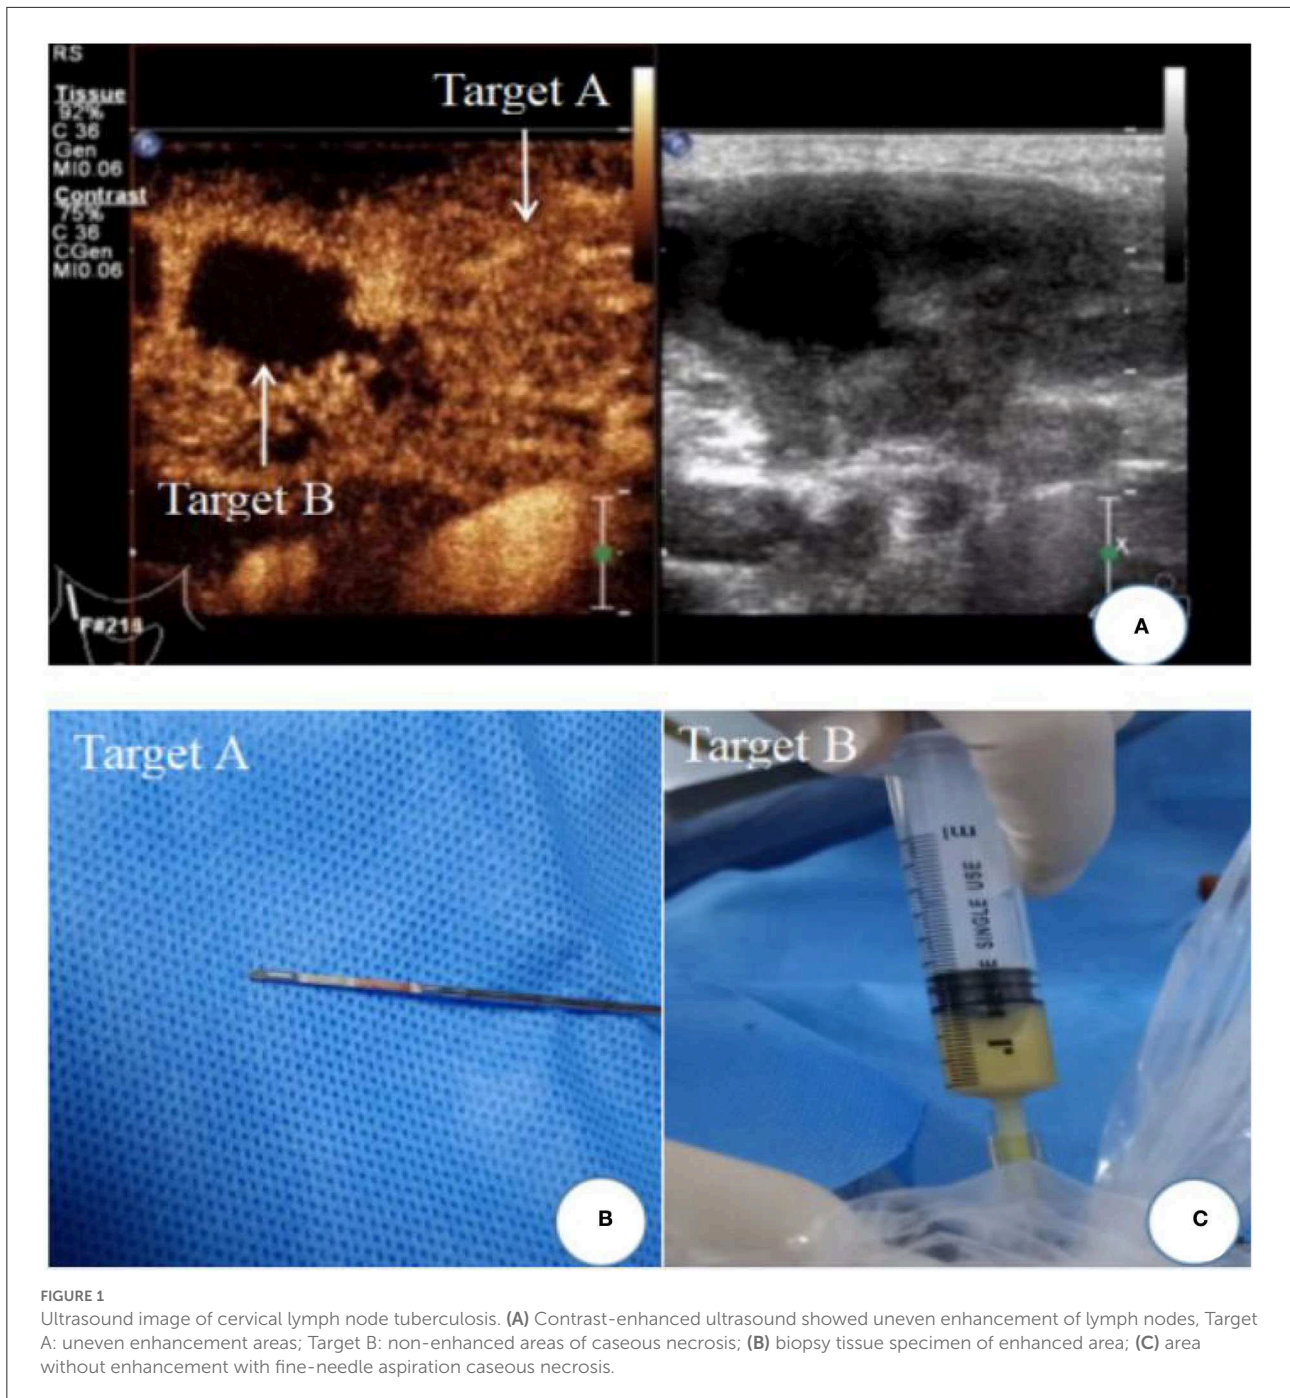 RS
Target A
Tissue
92%
C 36
Gen
MI0.06
Contrast
75%
C 36
CGen
MI0.06
Target B
X
F#218
A
Target A
B
Target B
SINGLE USE
C
FIGURE 1
Ultrasound image of cervical lymph node tuberculosis. (A) Contrast-enhanced ultrasound showed uneven enhancement of lymph nodes, Target
A: uneven enhancement areas; Target B: non-enhanced areas of caseous necrosis; (B) biopsy tissue specimen of enhanced area; (C) area
without enhancement with fine-needle aspiration caseous necrosis.